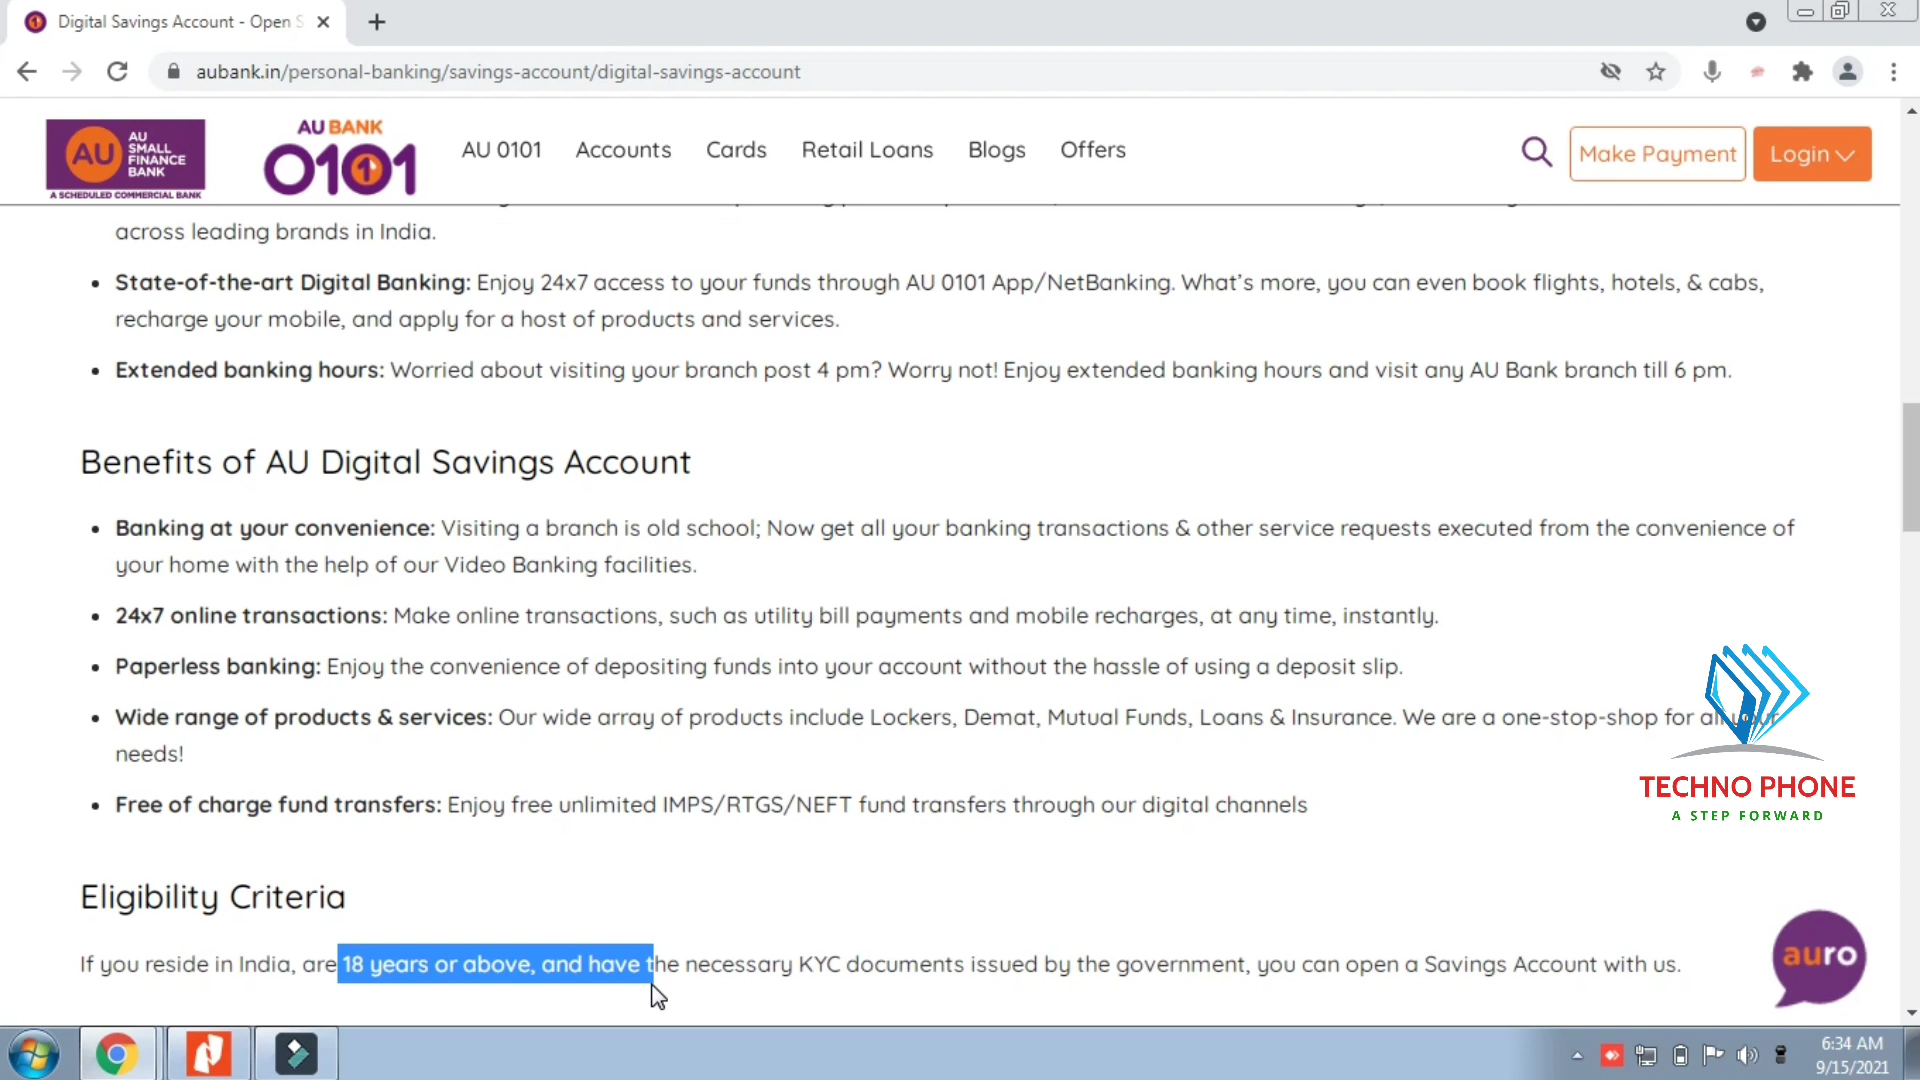 Digital Savings Account - Open S
aubank.in/personal-banking/savings-account/digital-savings-account
AU
AU
SMALL
FINANCE
BANK
A SCHEDULED COMMERCIAL BANK
AU BANK
0101
AU 0101 Accounts Cards Retail Loans Blogs Offers
Make Payment
Login
across leading brands in India.
State-of-the-art Digital Banking: Enjoy 24x7 access to your funds through AU 0101 App/NetBanking. What’s more, you can even book flights, hotels, & cabs,
recharge your mobile, and apply for a host of products and services.
Extended banking hours: Worried about visiting your branch post 4 pm? Worry not! Enjoy extended banking hours and visit any AU Bank branch till 6 pm.
Benefits of AU Digital Savings Account
Banking at your convenience: Visiting a branch is old school; Now get all your banking transactions & other service requests executed from the convenience of
your home with the help of our Video Banking facilities.
24x7 online transactions: Make online transactions, such as utility bill payments and mobile recharges, at any time, instantly.
Paperless banking: Enjoy the convenience of depositing funds into your account without the hassle of using a deposit slip.
Wide range of products & services: Our wide array of products include Lockers, Demat, Mutual Funds, Loans & Insurance. We are a one-stop-shop for all your
needs!
Free of charge fund transfers: Enjoy free unlimited IMPS/RTGS/NEFT fund transfers through our digital channels
TECHNO PHONE
A STEP FORWARD
Eligibility Criteria
If you reside in India, are 18 years or above, and have the necessary KYC documents issued by the government, you can open a Savings Account with us.
auro
6:34 AM
9/15/2021